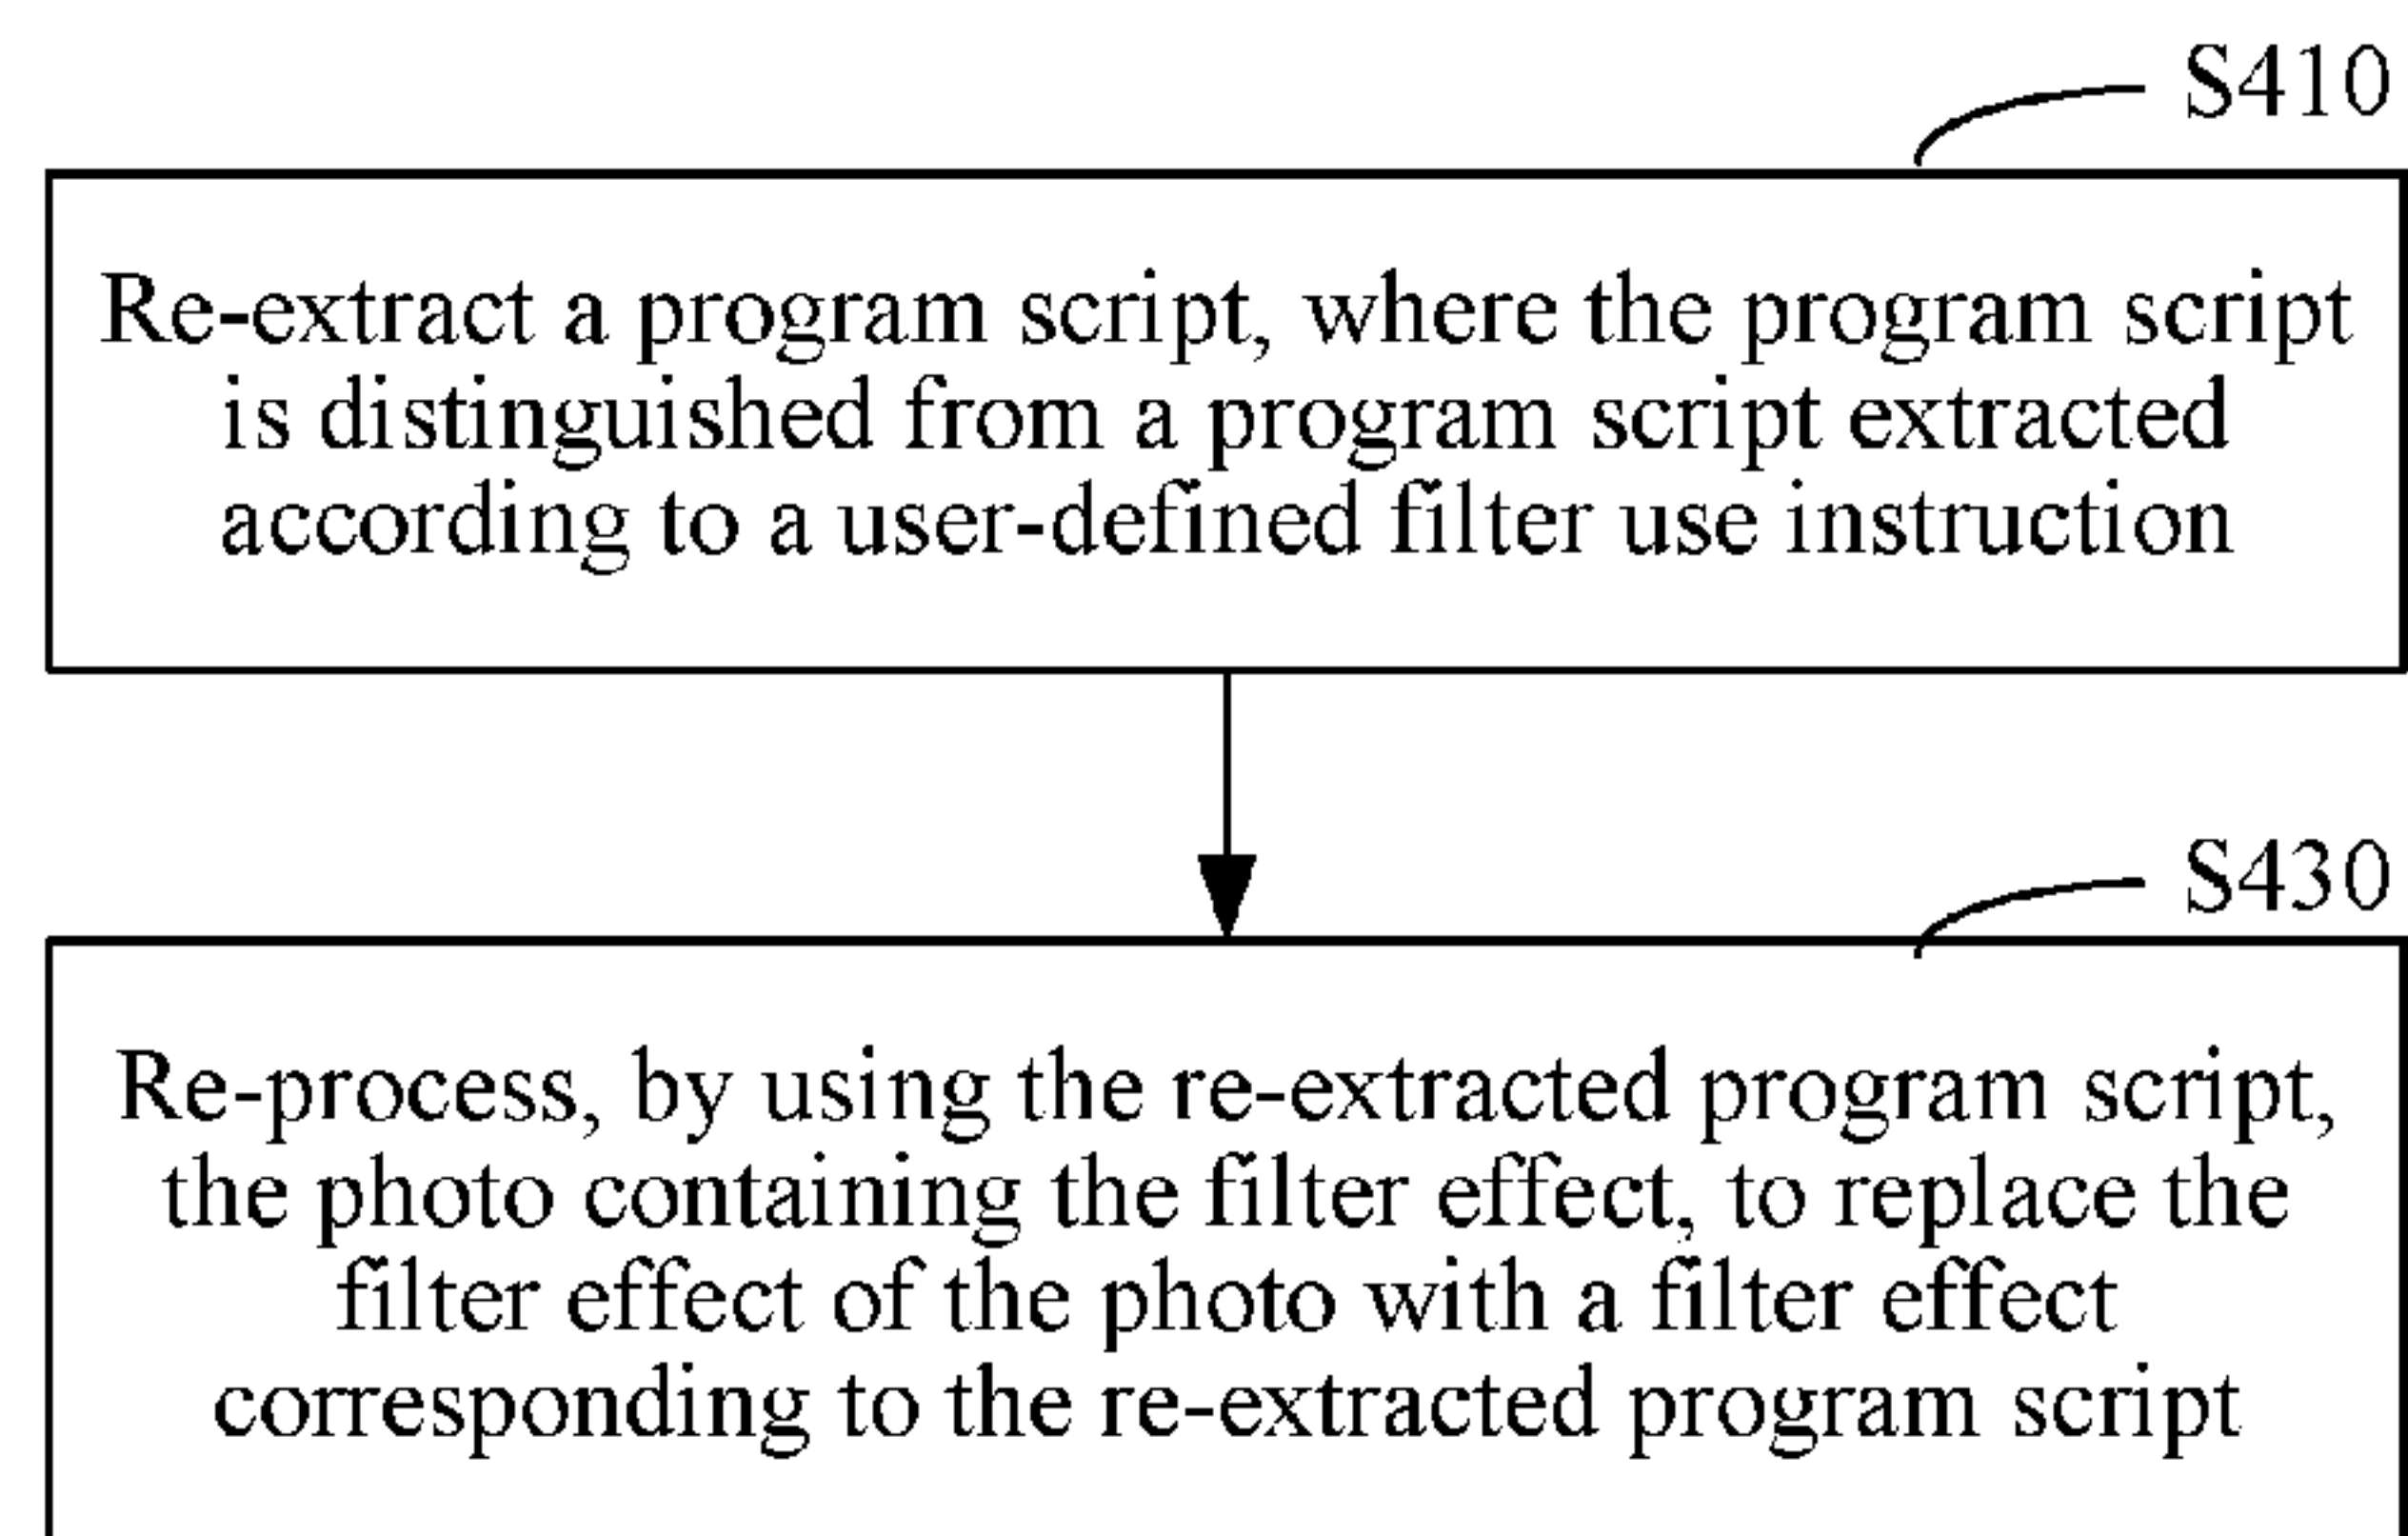 S410
Re-extract a program script, where the program script
is distinguished from a program script extracted
according to a user-defined filter use instruction
S430
Re-process, by using the re-extracted program script,
the photo containing the filter effect, to replace the
filter effect of the photo with a filter effect
corresponding to the re-extracted program script